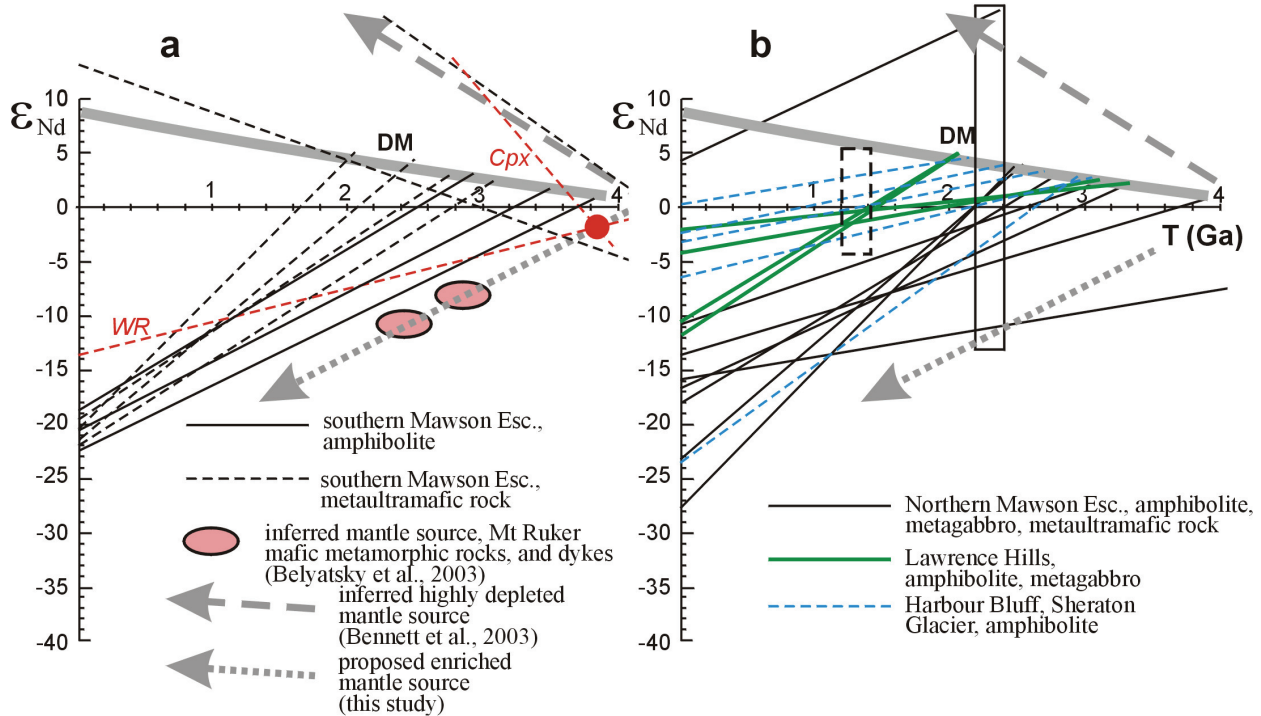 a
b
10
5
0
-5
-10
-15
-20
-25
-30
-35
-40
εNd
DM
Cpx
WR
1
2
3
4
southern Mawson Esc.,
amphibolite
southern Mawson Esc.,
metaultramafic rock
inferred mantle source, Mt Ruker
mafic metamorphic rocks, and dykes
(Belyatsky et al., 2003)
inferred highly depleted
mantle source
(Bennett et al., 2003)
proposed enriched
mantle source
(this study)
10
5
0
-5
-10
-15
-20
-25
-30
-35
-40
εNd
DM
1
2
3
4
T (Ga)
Northern Mawson Esc., amphibolite,
metagabbro, metaultramafic rock
Lawrence Hills,
amphibolite, metagabbro
Harbour Bluff, Sheraton
Glacier, amphibolite